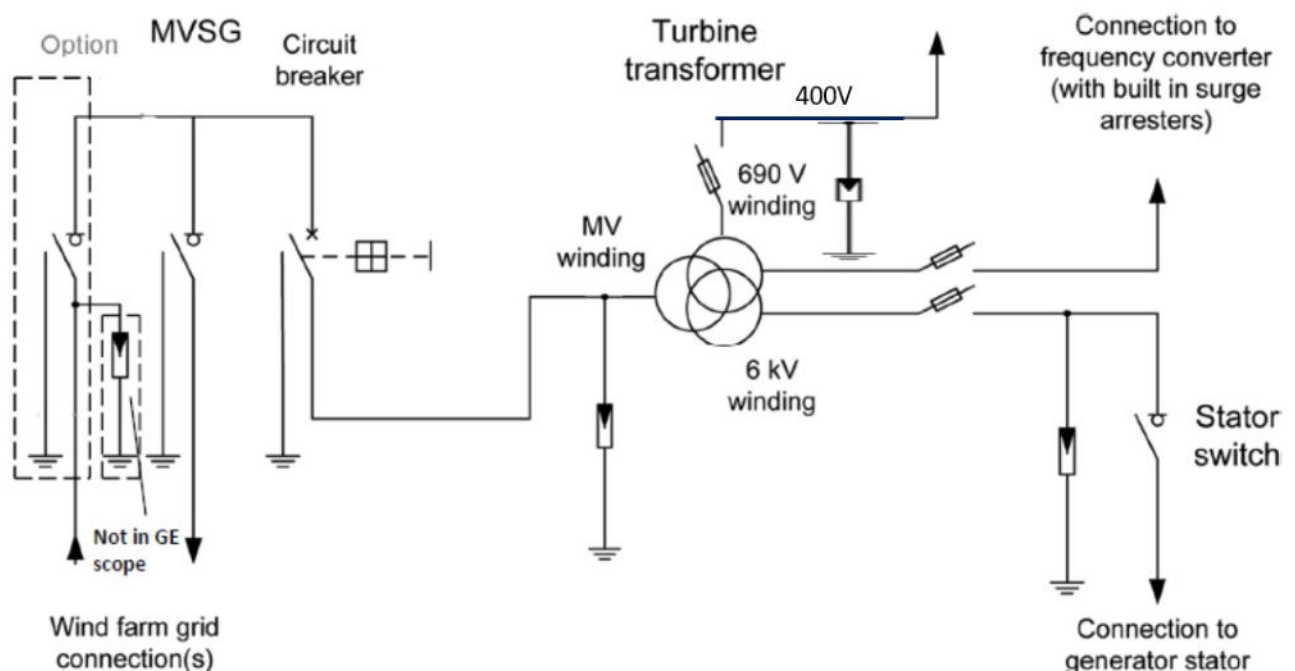 Option
MVSG
Circuit
breaker
Turbine
transformer
400V
Connection to
frequency converter
(with built in surge
arresters)
690 V
winding
MV
winding
6 kV
winding
Stator
switch
Not in GE
scope
Wind farm grid
connection(s)
Connection to
generator stator